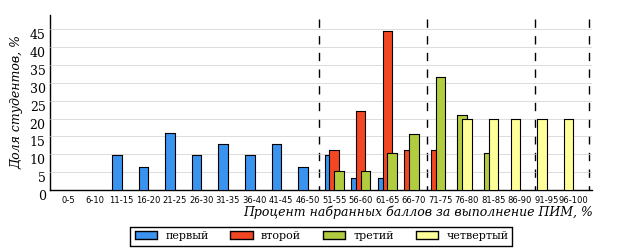 Доля студентов, %
45
40
35
30
25
20
15
10
5
0
0-5 6-10 11-15 16-20 21-25 26-30 31-35 36-40 41-45 46-50 51-55 56-60 61-65 66-70 71-75 76-80 81-85 86-90 91-95 96-100
Процент набранных баллов за выполнение ПИМ, %
первый второй третий четвертый